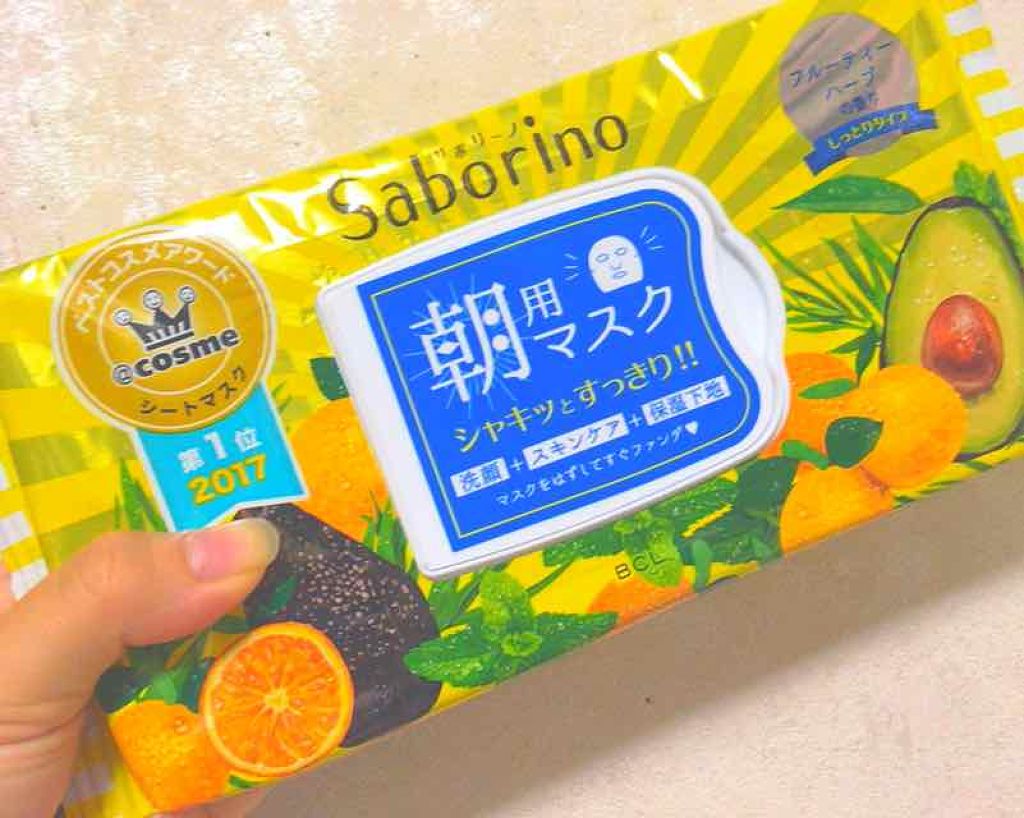 フルーティー
ハーブ
の香り
しっとりタイプ
サボリーノ
Saborino
ベストコスメアワード
@cosme
シートマスク
第1位
2017
朝用マスク
シャキッとすっきり!!
洗顔+スキンケア+保湿下地
マスクをはずしてすぐファンデ♥
BCL